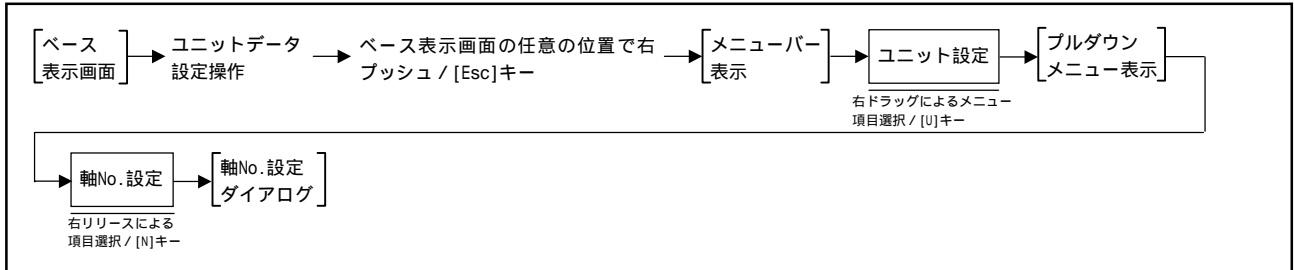 ベース
表示画面
ユニットデータ
設定操作
ベース表示画面の任意の位置で右
プッシュ / [Esc]キー
メニューバー
表示
ユニット設定
右ドラッグによるメニュー
項目選択 / [U]キー
プルダウン
メニュー表示
軸No.設定
右リリースによる
項目選択 / [N]キー
軸No.設定
ダイアログ